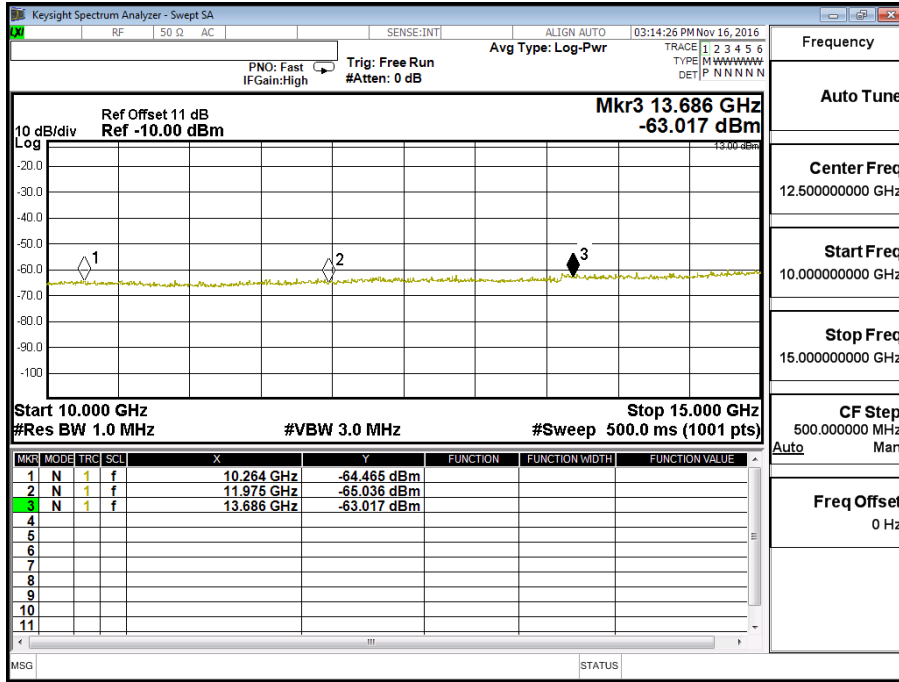 Keysight Spectrum Analyzer - Swept SA
LXI RF 50 Ω AC SENSE:INT ALIGN AUTO 03:14:26 PM Nov 16, 2016
PNO: Fast
IFGain:High
Trig: Free Run
#Atten: 0 dB
Avg Type: Log-Pwr
TRACE 1 2 3 4 5 6
TYPE M WWWWW
DET P N N N N N
Mkr3 13.686 GHz
-63.017 dBm
Ref Offset 11 dB
10 dB/div Ref -10.00 dBm
Log
13.00 dBm
-20.0
-30.0
-40.0
-50.0
-60.0
-70.0
-80.0
-90.0
-100
1
2
3
Start 10.000 GHz Stop 15.000 GHz
#Res BW 1.0 MHz #VBW 3.0 MHz #Sweep 500.0 ms (1001 pts)
MKR MODE TRC SCL X Y FUNCTION FUNCTION WIDTH FUNCTION VALUE
1 N 1 f 10.264 GHz -64.465 dBm
2 N 1 f 11.975 GHz -65.036 dBm
3 N 1 f 13.686 GHz -63.017 dBm
4
5
6
7
8
9
10
11
MSG STATUS
Frequency
Auto Tune
Center Freq
12.500000000 GHz
Start Freq
10.000000000 GHz
Stop Freq
15.000000000 GHz
CF Step
500.000000 MHz
Auto Man
Freq Offset
0 Hz